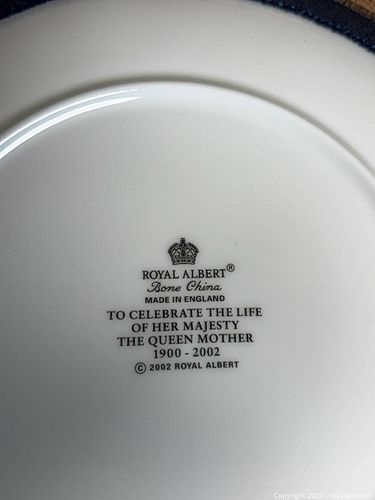 ROYAL ALBERT®
Bone China
MADE IN ENGLAND
TO CELEBRATE THE LIFE
OF HER MAJESTY
THE QUEEN MOTHER
1900 - 2002
© 2002 ROYAL ALBERT